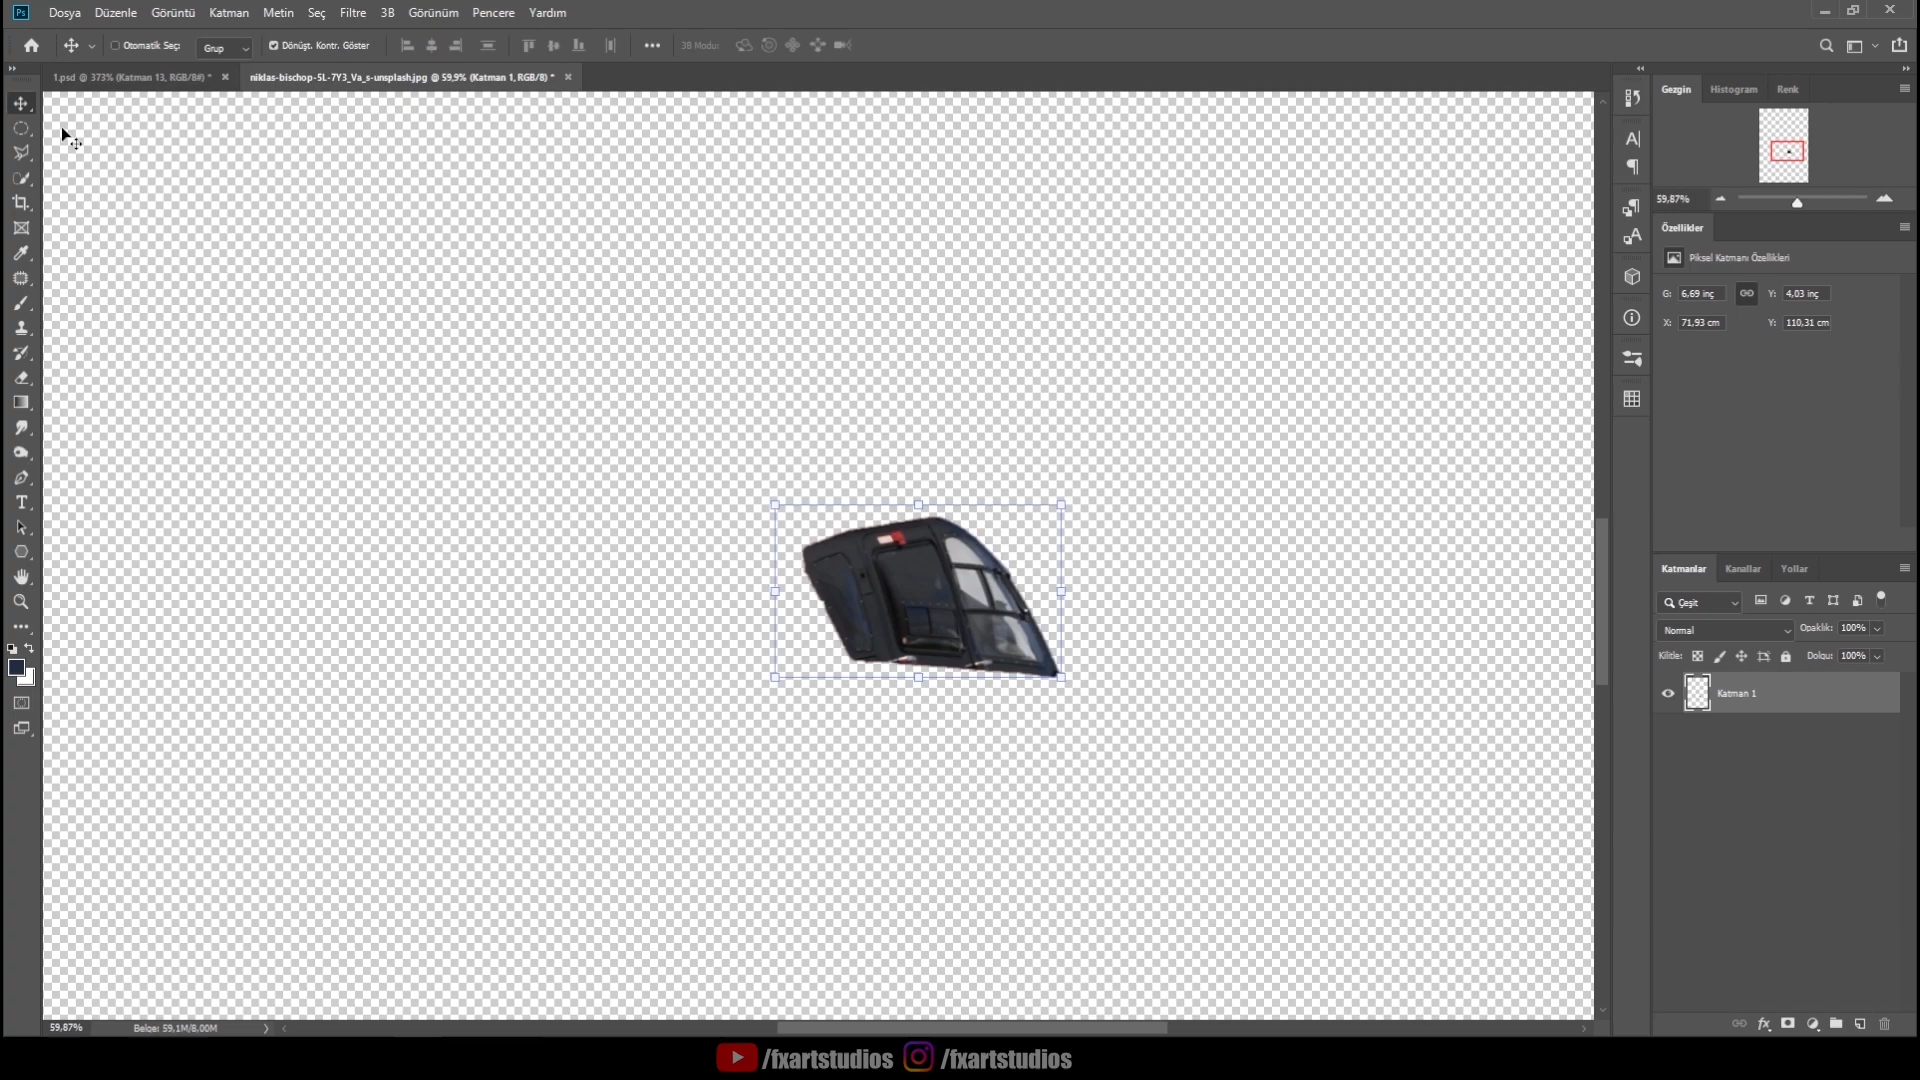 Ps Dosya Düzenle Görüntü Katman Metin Seç Filtre 3B Görünüm Pencere Yardım
Otomatik Seç: Grup Dönüşt. Kontr. Göster 3B Modu:
1.psd @ 373% (Katman 13, RGB/8#) *
niklas-bischop-5L-7Y3_Va_s-unsplash.jpg @ 59,9% (Katman 1, RGB/8) *
Gezgin Histogram Renk
59,87%
Özellikler
Piksel Katmanı Özellikleri
G: 6,69 inç Y: 4,03 inç
X: 71,93 cm Y: 110,31 cm
Katmanlar Kanallar Yollar
Çeşit
Normal Opaklık: 100%
Kilitle: Dolgu: 100%
Katman 1
59,87% Belge: 59,1M/8,00M
/fxartstudios /fxartstudios